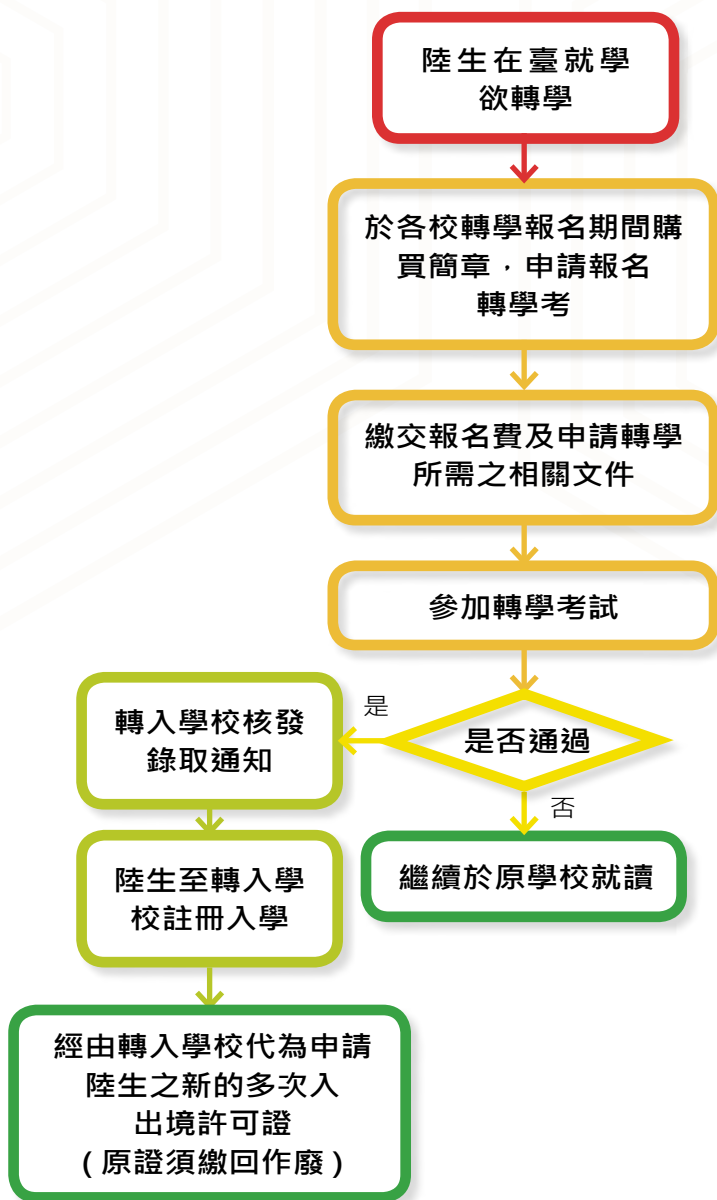 陸生在臺就學
欲轉學
於各校轉學報名期間購
買簡章，申請報名
轉學考
繳交報名費及申請轉學
所需之相關文件
參加轉學考試
是否通過
是
轉入學校核發
錄取通知
否
繼續於原學校就讀
陸生至轉入學
校註冊入學
經由轉入學校代為申請
陸生之新的多次入
出境許可證
(原證須繳回作廢)